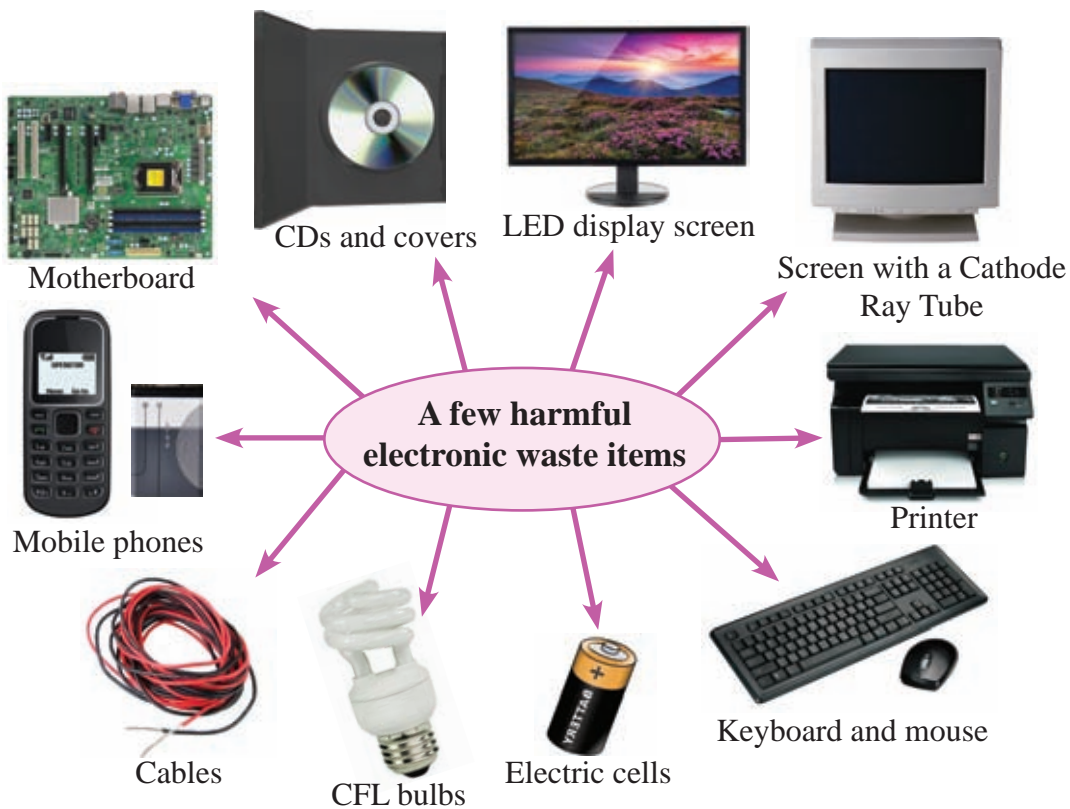 CDs and covers
LED display screen
Motherboard
Screen with a Cathode
Ray Tube
A few harmful
electronic waste items
Mobile phones
Printer
BATTERY
Keyboard and mouse
Cables
CFL bulbs
Electric cells